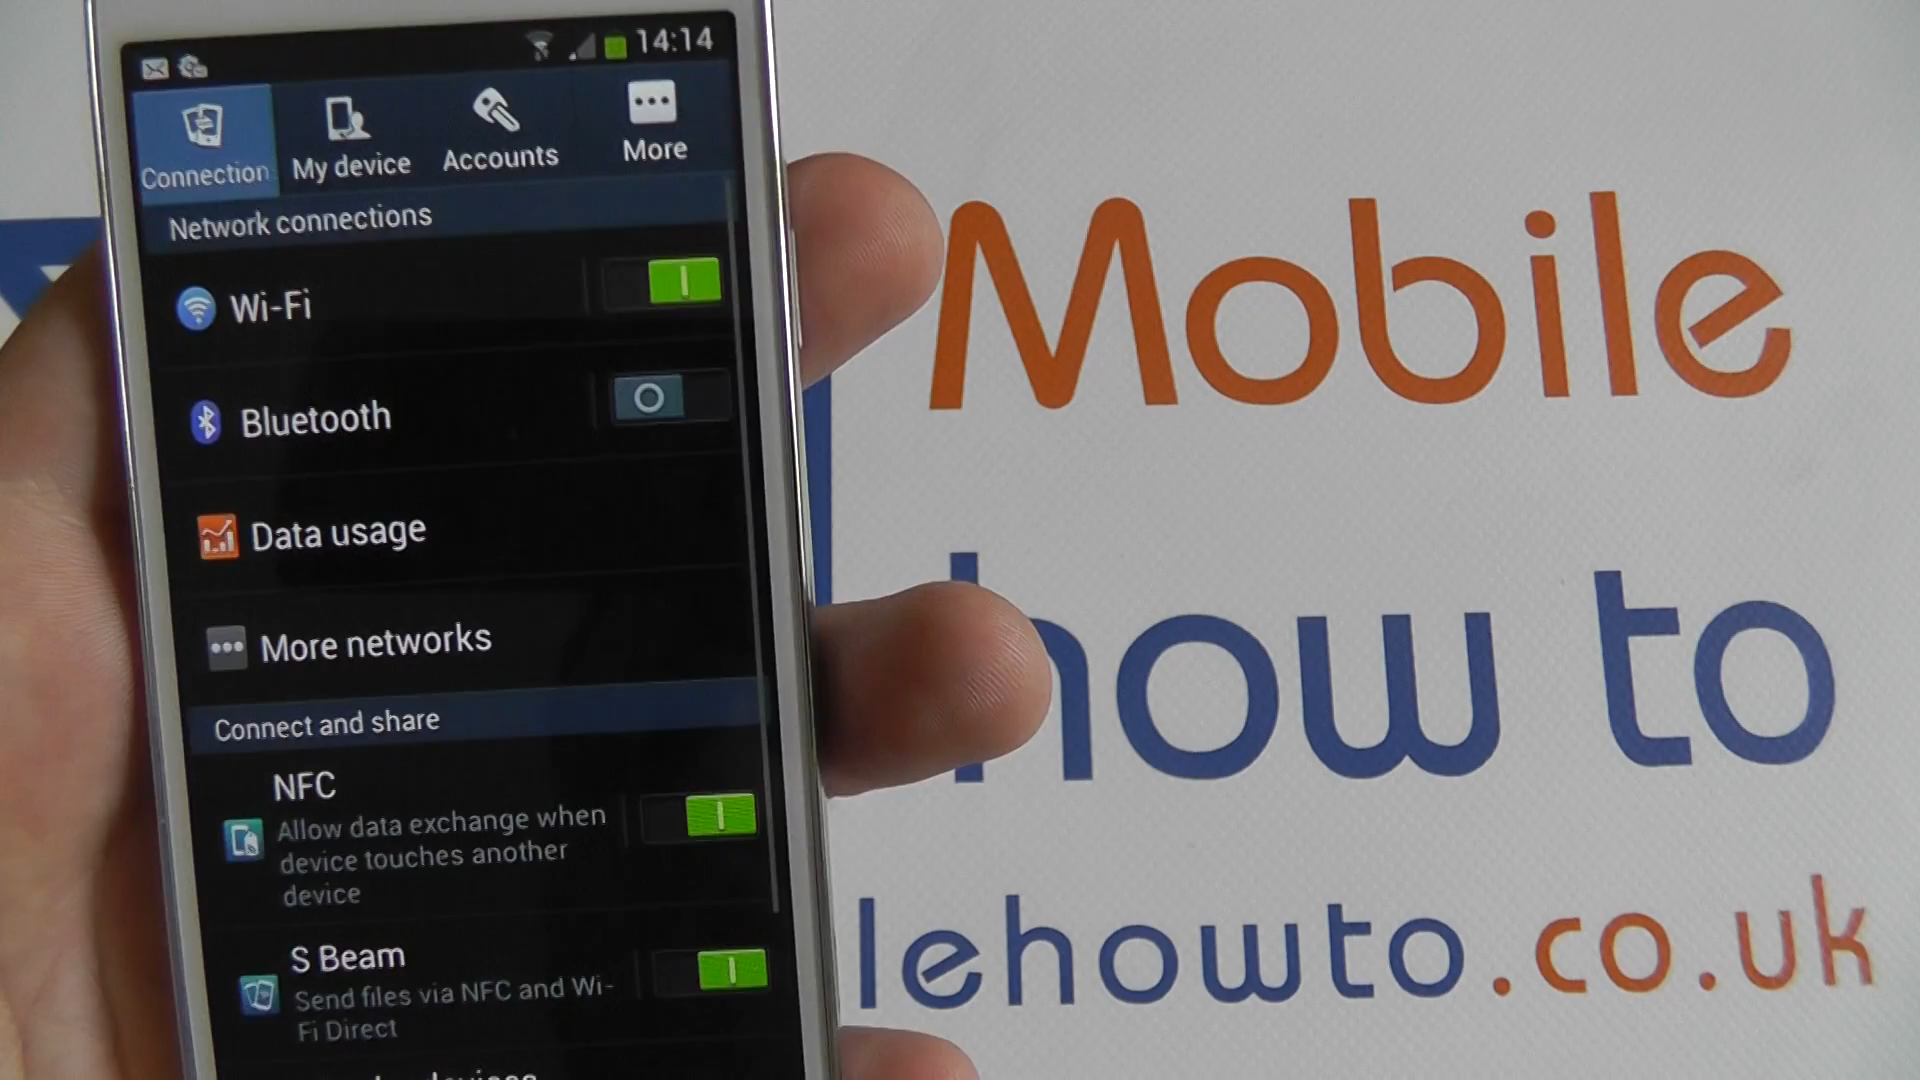 14:14
Connection My device Accounts More
Network connections
Wi-Fi
Bluetooth
Data usage
More networks
Connect and share
NFC
Allow data exchange when
device touches another
device
S Beam
Send files via NFC and Wi-
Fi Direct
Mobile
how to
lehowto.co.uk